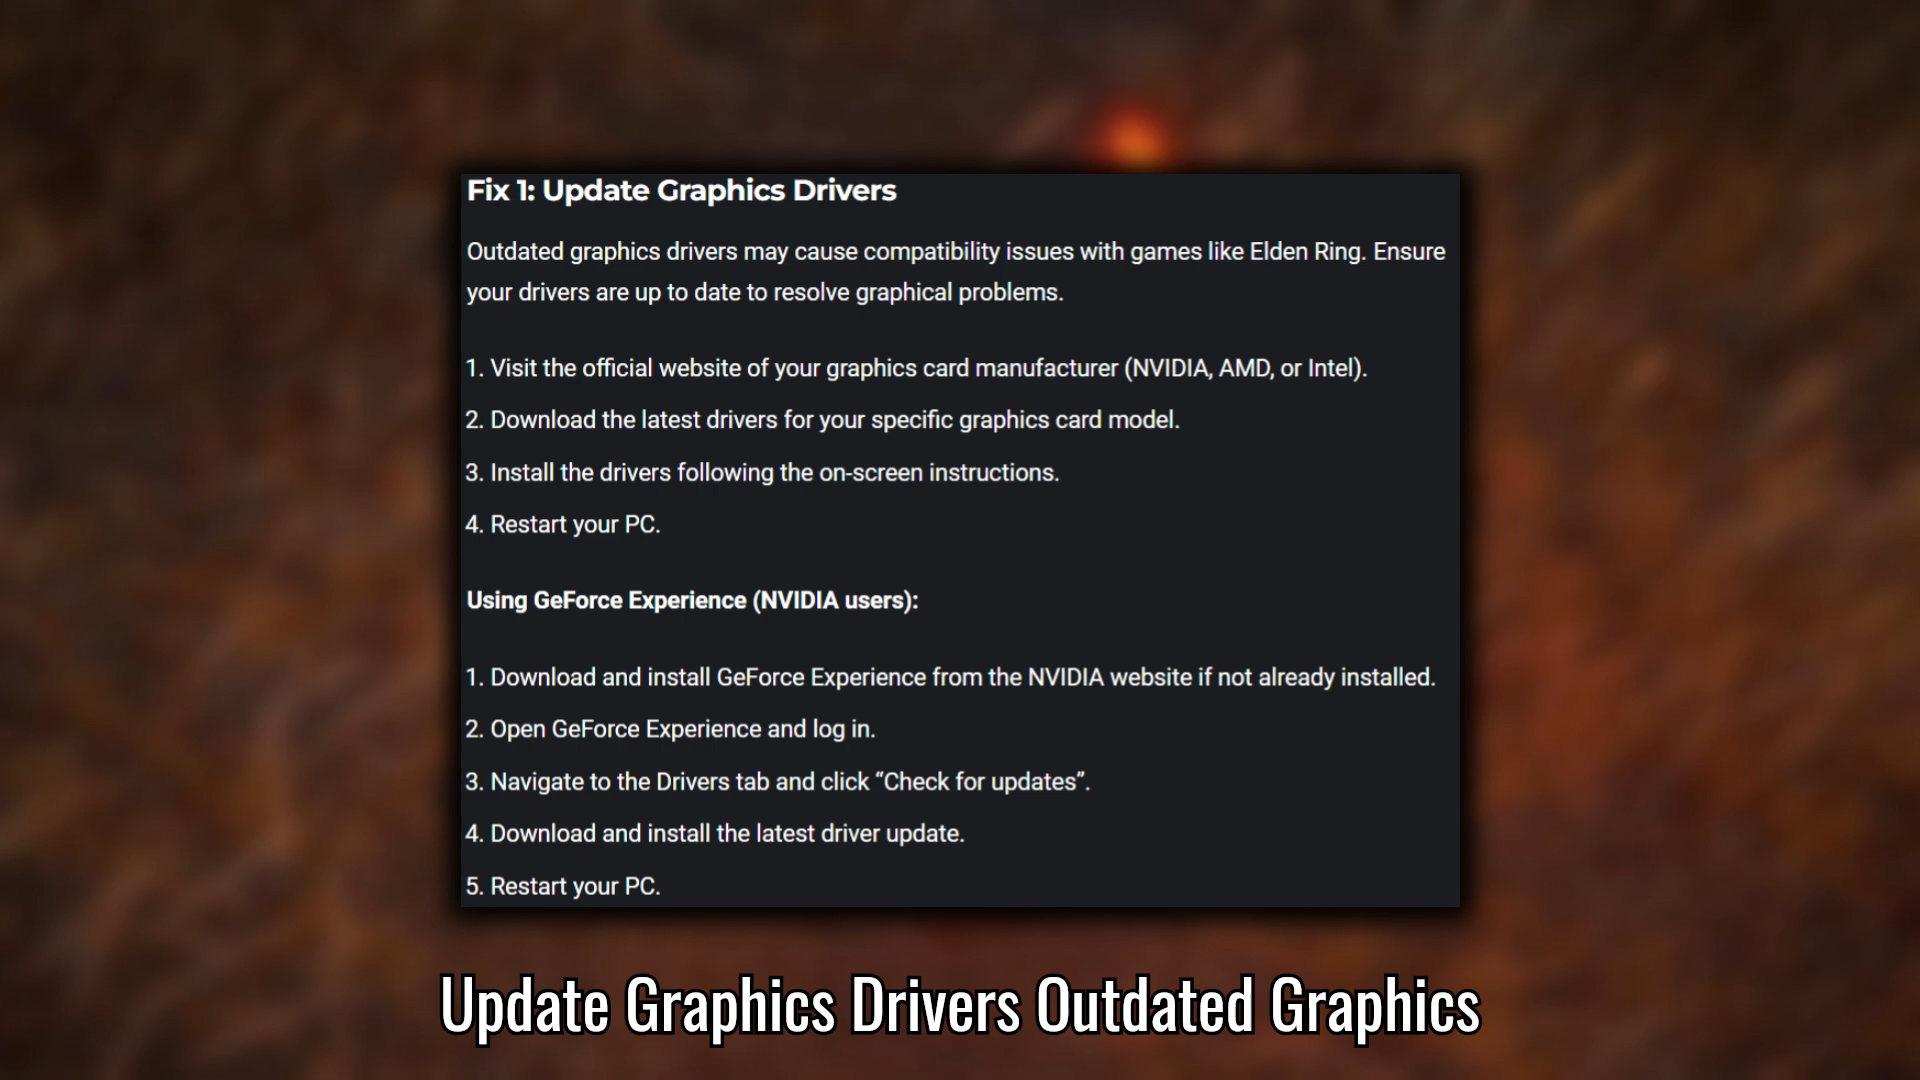 Fix 1: Update Graphics Drivers
Outdated graphics drivers may cause compatibility issues with games like Elden Ring. Ensure
your drivers are up to date to resolve graphical problems.
1. Visit the official website of your graphics card manufacturer (NVIDIA, AMD, or Intel).
2. Download the latest drivers for your specific graphics card model.
3. Install the drivers following the on-screen instructions.
4. Restart your PC.
Using GeForce Experience (NVIDIA users):
1. Download and install GeForce Experience from the NVIDIA website if not already installed.
2. Open GeForce Experience and log in.
3. Navigate to the Drivers tab and click “Check for updates”.
4. Download and install the latest driver update.
5. Restart your PC.
Update Graphics Drivers Outdated Graphics